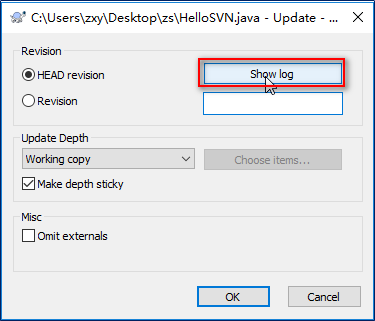 C:\Users\zxy\Desktop\zs\HelloSVN.java - Update - ...
Revision
HEAD revision
Show log
Revision
Update Depth
Working copy
Choose items...
Make depth sticky
Misc
Omit externals
OK
Cancel